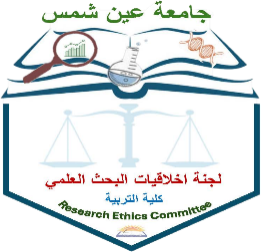 جامعة عين شمس
لجنة اخلاقيات البحث العلمي
كلية التربية
Research Ethics Committee